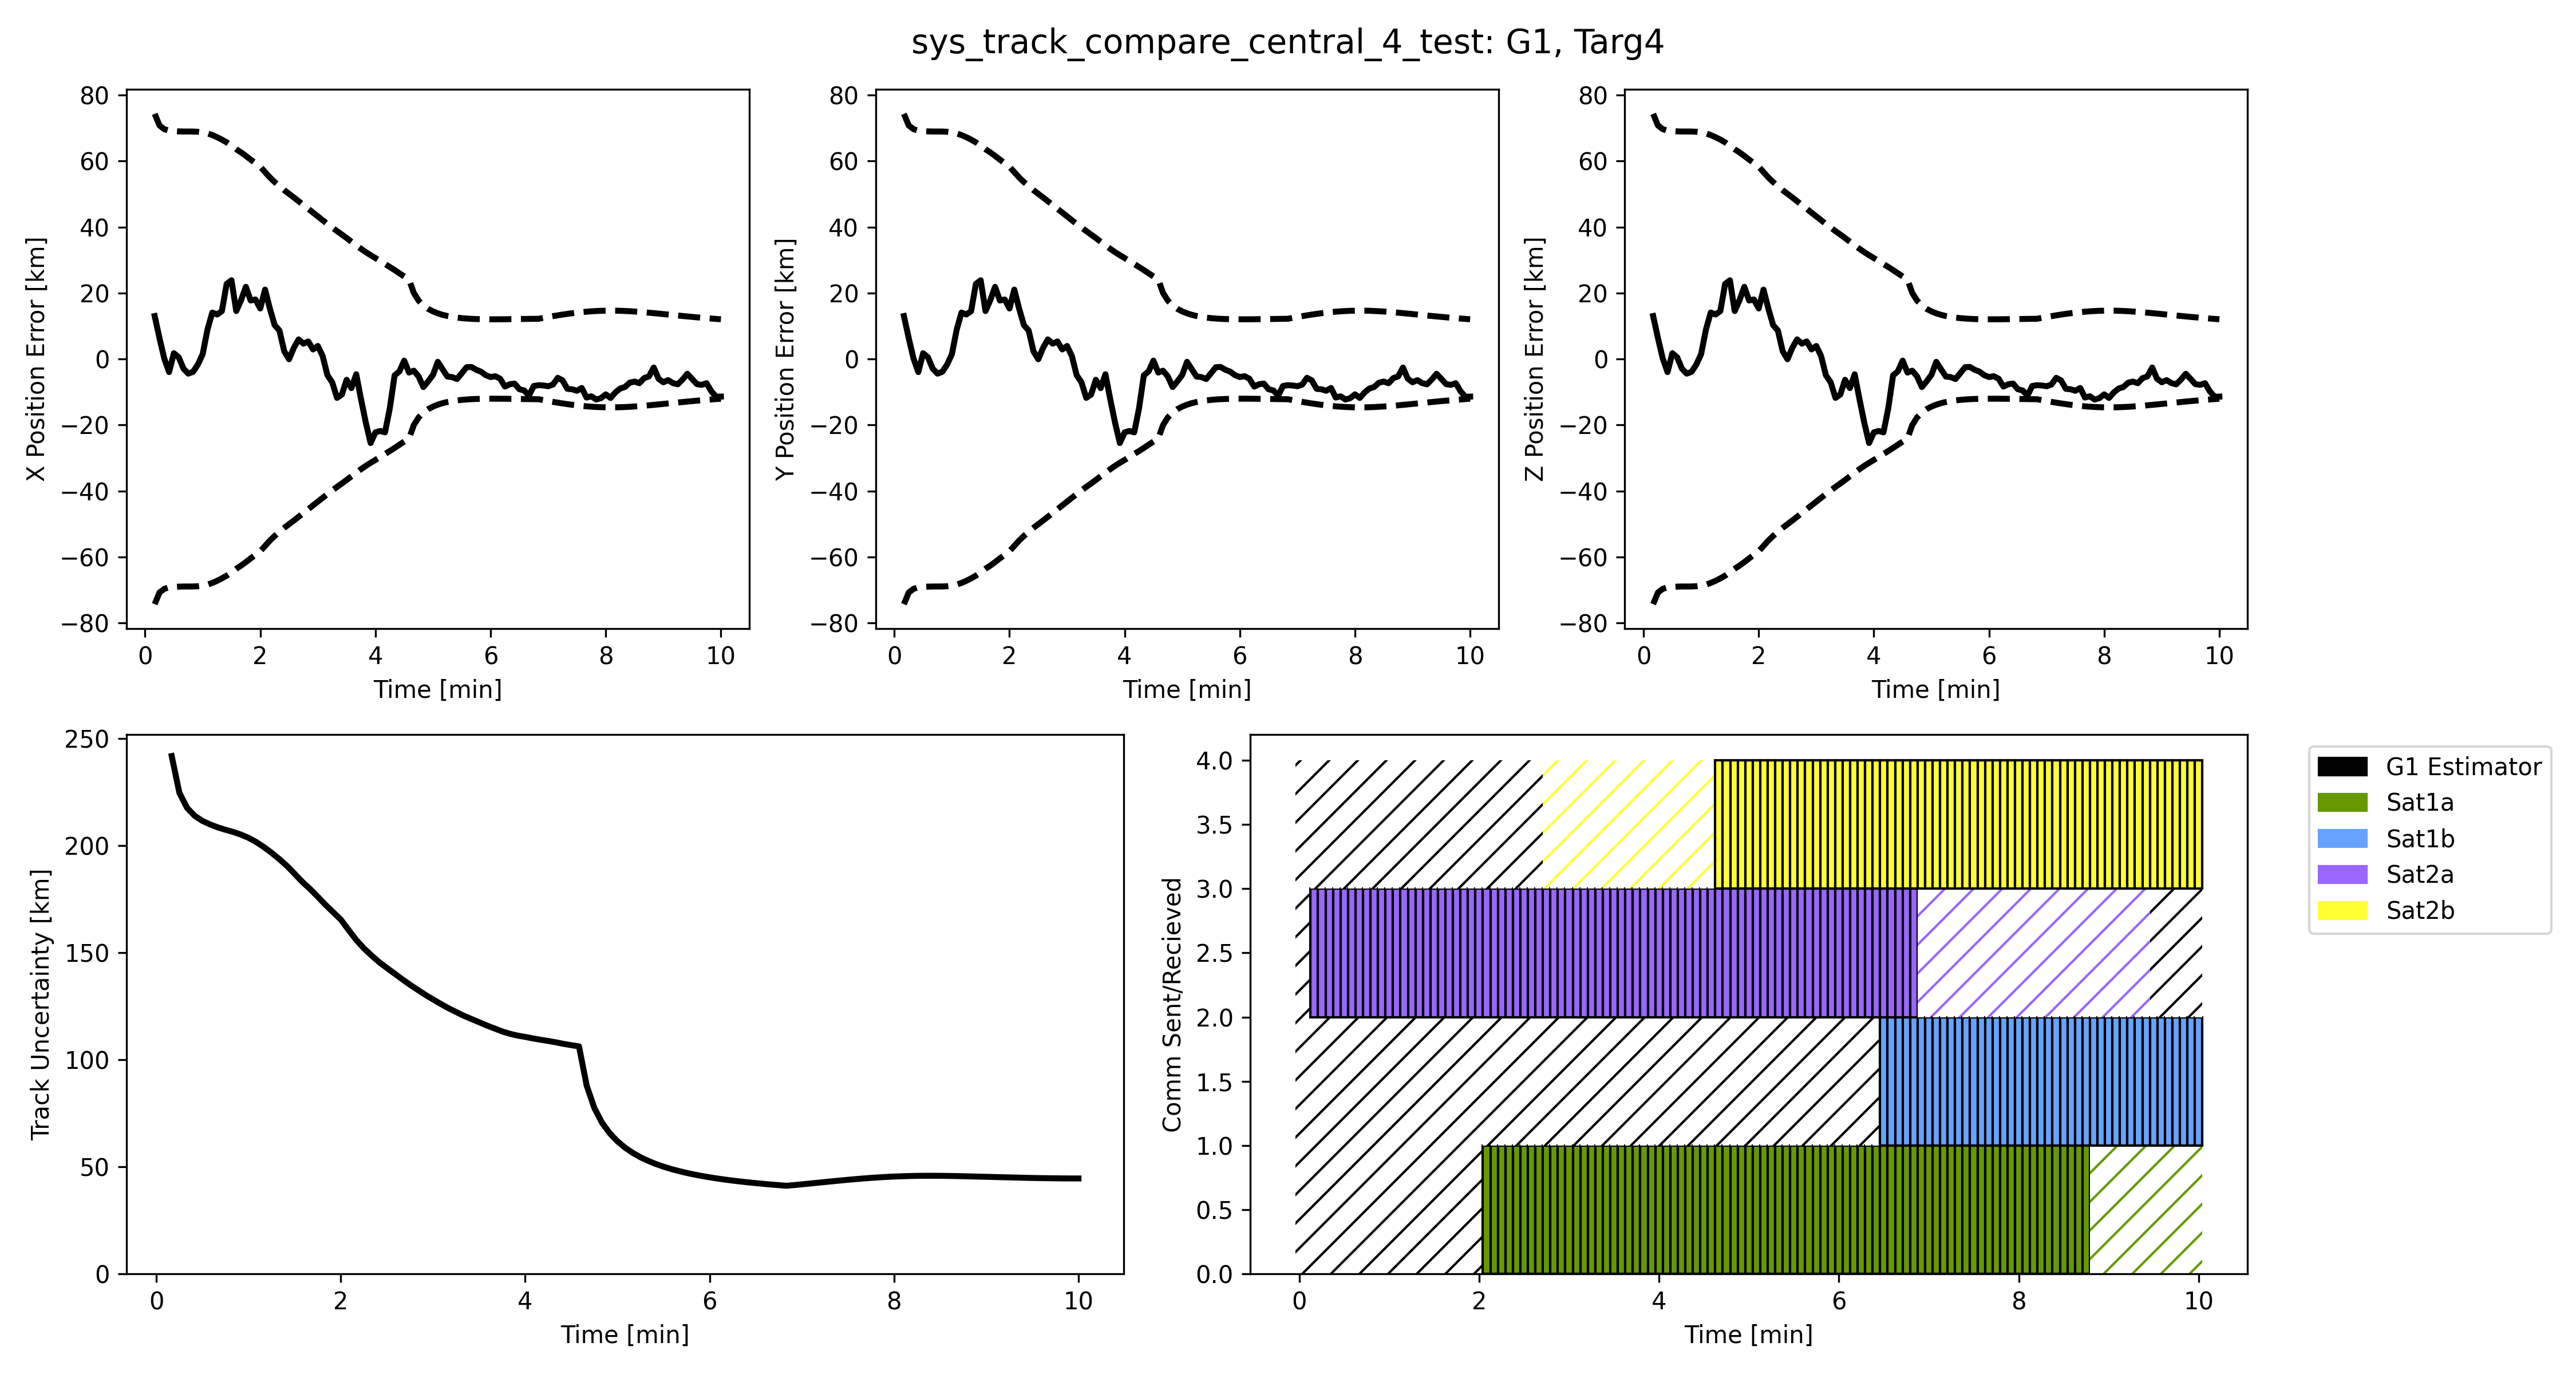 sys_track_compare_central_4_test: G1, Targ4
X Position Error [km]
80
60
40
20
0
−20
−40
−60
−80
0 2 4 6 8 10
Time [min]
Y Position Error [km]
80
60
40
20
0
−20
−40
−60
−80
0 2 4 6 8 10
Time [min]
Z Position Error [km]
80
60
40
20
0
−20
−40
−60
−80
0 2 4 6 8 10
Time [min]
Track Uncertainty [km]
250
200
150
100
50
0
0 2 4 6 8 10
Time [min]
Comm Sent/Recieved
4.0
3.5
3.0
2.5
2.0
1.5
1.0
0.5
0.0
0 2 4 6 8 10
Time [min]
G1 Estimator
Sat1a
Sat1b
Sat2a
Sat2b